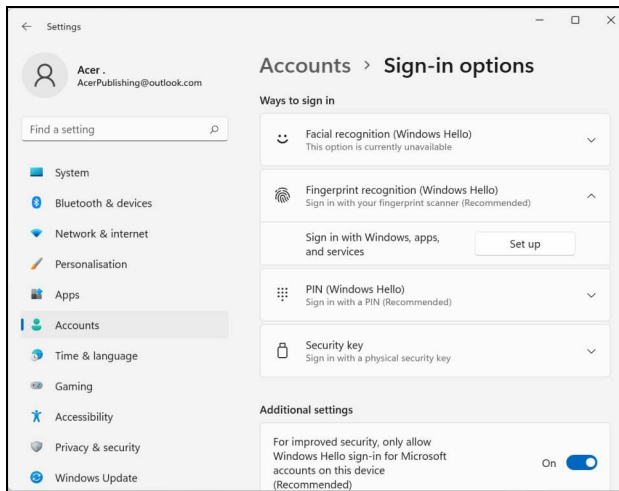 Settings
Acer .
AcerPublishing@outlook.com
Find a setting
System
Bluetooth & devices
Network & internet
Personalisation
Apps
Accounts
Time & language
Gaming
Accessibility
Privacy & security
Windows Update
Accounts > Sign-in options
Ways to sign in
Facial recognition (Windows Hello)
This option is currently unavailable
Fingerprint recognition (Windows Hello)
Sign in with your fingerprint scanner (Recommended)
Sign in with Windows, apps,
and services
Set up
PIN (Windows Hello)
Sign in with a PIN (Recommended)
Security key
Sign in with a physical security key
Additional settings
For improved security, only allow
Windows Hello sign-in for Microsoft
accounts on this device
(Recommended)
On